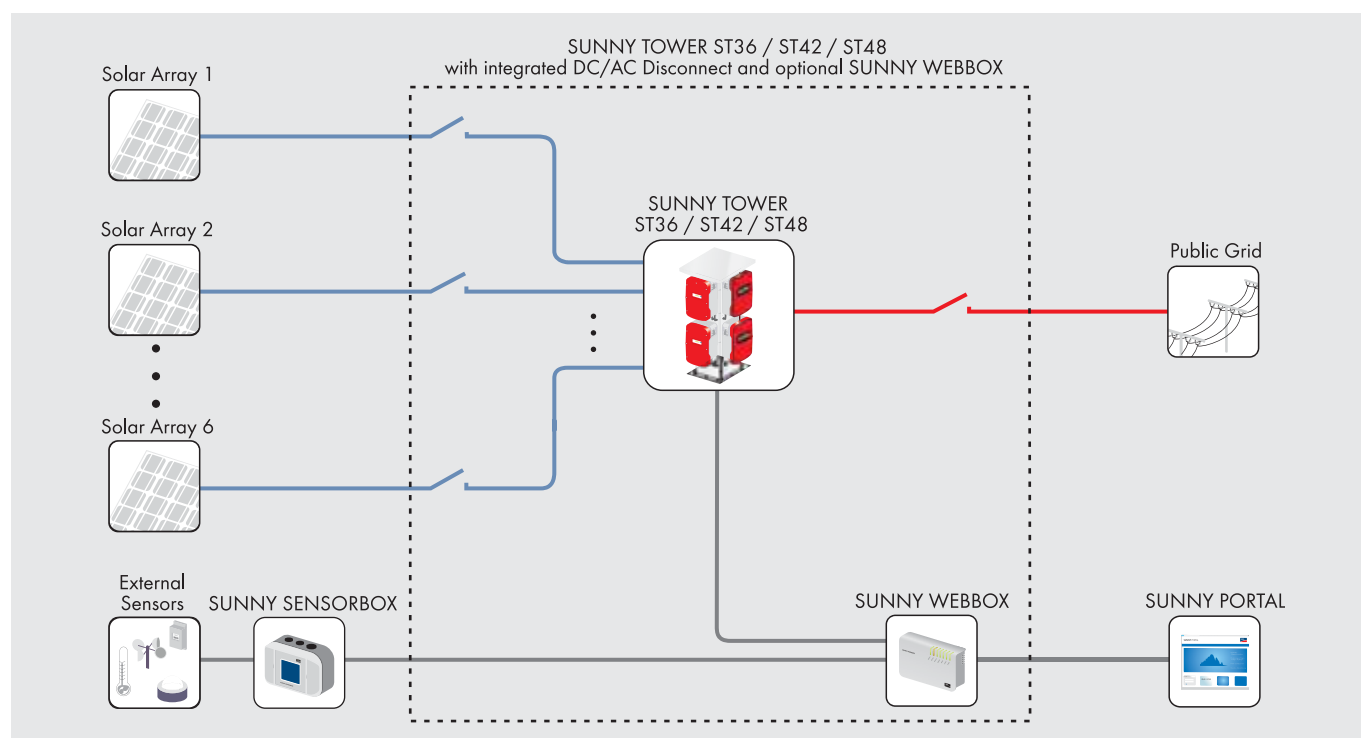 SUNNY TOWER ST36 / ST42 / ST48
with integrated DC/AC Disconnect and optional SUNNY WEBBOX
Solar Array 1
SUNNY TOWER
ST36 / ST42 / ST48
Solar Array 2
Public Grid
Solar Array 6
External
Sensors
SUNNY SENSORBOX
SUNNY WEBBOX
SUNNY PORTAL